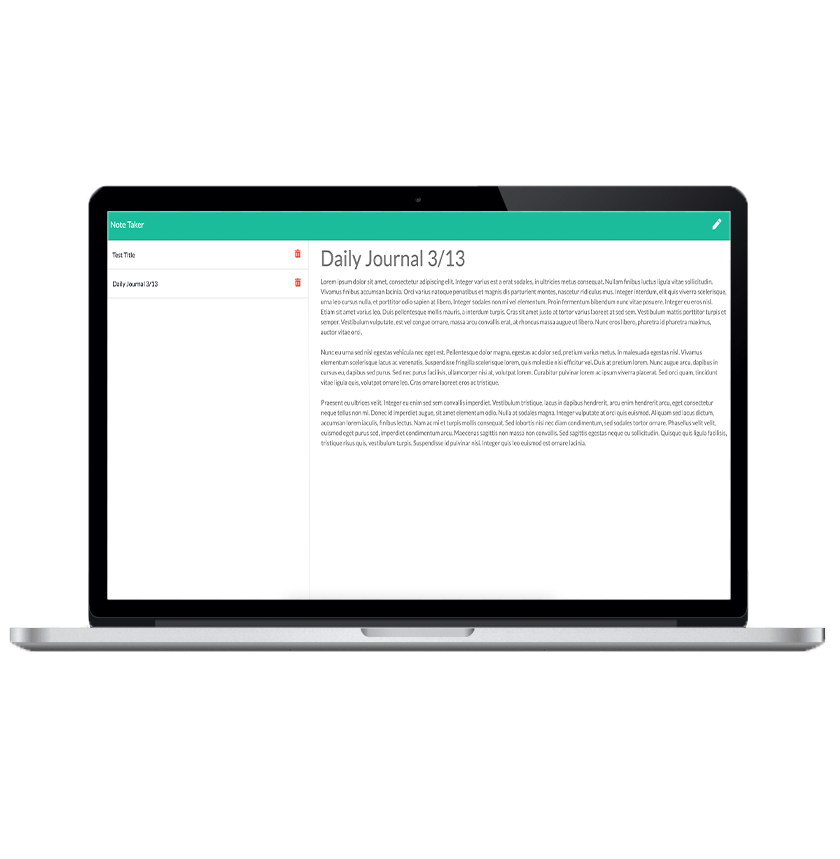 Note Taker
Test Title
Daily Journal 3/13
Daily Journal 3/13
Lorem ipsum dolor sit amet, consectetur adipiscing elit. Integer varius est a erat sodales, in ultricies metus consequat. Nullam finibus luctus ligula vitae sollicitudin.
Vivamus finibus accumsan lacinia. Orci varius natoque penatibus et magnis dis parturient montes, nascetur ridiculus mus. Integer interdum, elit quis viverra scelerisque,
urna leo cursus nulla, et porttitor odio sapien at libero. Integer sodales non mi vel elementum. Proin fermentum bibendum nunc vitae posuere. Integer eu eros nisl.
Etiam sit amet varius leo. Duis pellentesque mollis mauris, a interdum turpis. Cras sit amet justo at tortor varius laoreet at sed sem. Vestibulum mattis porttitor turpis et
semper. Vestibulum vulputate, est vel congue ornare, massa arcu convallis erat, at rhoncus massa augue ut libero. Nunc eros libero, pharetra id pharetra maximus,
auctor vitae orci.
Nunc eu urna sed nisi egestas vehicula nec eget est. Pellentesque dolor magna, egestas ac dolor sed, pretium varius metus. In malesuada egestas nisl. Vivamus
elementum scelerisque lacus ac venenatis. Suspendisse fringilla scelerisque lorem, quis molestie nisi efficitur vel. Duis at pretium lorem. Nunc augue arcu, dapibus in
cursus eu, dapibus sed purus. Sed nec purus facilisis, ullamcorper nisi at, volutpat lorem. Curabitur pulvinar lorem ac ipsum viverra placerat. Sed orci quam, tincidunt
vitae ligula quis, volutpat ornare leo. Cras ornare laoreet eros ac tristique.
Praesent eu ultrices velit. Integer eu enim sed sem convallis imperdiet. Vestibulum tristique, lacus in dapibus hendrerit, arcu enim hendrerit arcu, eget consectetur
neque tellus non mi. Donec id imperdiet augue, sit amet elementum odio. Nulla at sodales magna. Integer vulputate at orci quis euismod. Aliquam sed lacus dictum,
accumsan lorem iaculis, finibus lectus. Nam ac mi et turpis mollis consequat. Sed lobortis nisi nec diam condimentum, sed sodales tortor ornare. Phasellus velit velit,
euismod eget purus sed, imperdiet condimentum arcu. Maecenas sagittis non massa non convallis. Sed sagittis egestas neque eu sollicitudin. Quisque quis ligula facilisis,
tristique risus quis, vestibulum turpis. Suspendisse id pulvinar nisl. Integer quis leo euismod est ornare lacinia.